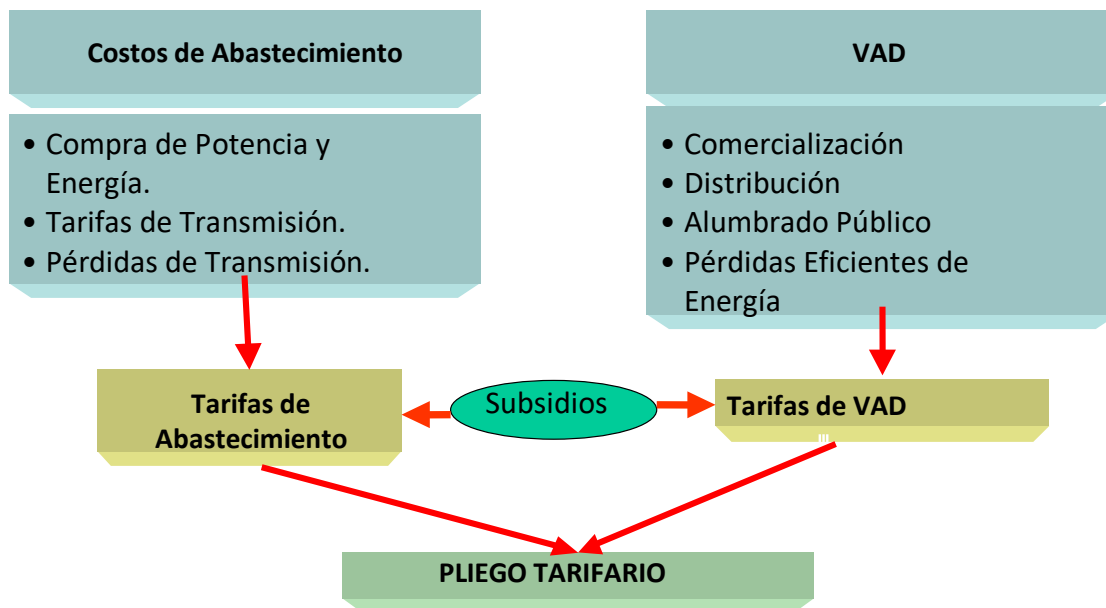 Costos de Abastecimiento
• Compra de Potencia y
Energía.
• Tarifas de Transmisión.
• Pérdidas de Transmisión.
VAD
• Comercialización
• Distribución
• Alumbrado Público
• Pérdidas Eficientes de
Energía
Tarifas de
Abastecimiento
Subsidios
Tarifas de VAD
PLIEGO TARIFARIO